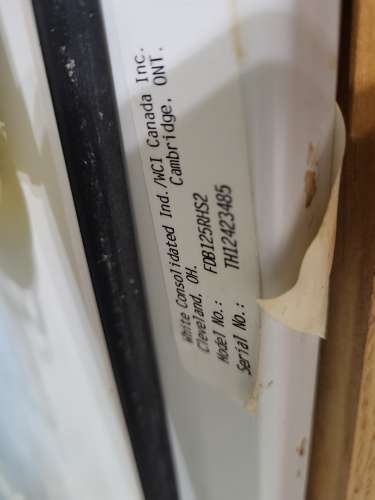 White Consolidated Ind./WCI Canada Inc.
Cleveland, OH. Cambridge, ONT.
Model No.: FDB125RHS2
Serial No.: TH12423485